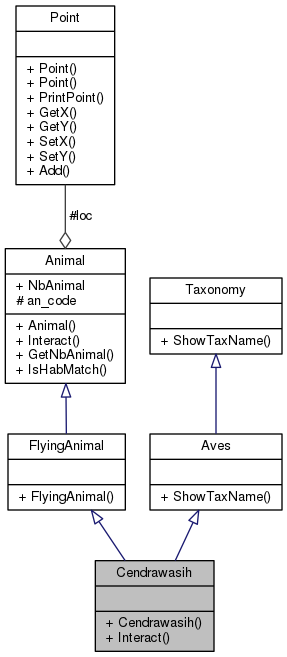 Point
+ Point()
+ Point()
+ PrintPoint()
+ GetX()
+ GetY()
+ SetX()
+ SetY()
+ Add()
#loc
Animal
+ NbAnimal
# an_code
+ Animal()
+ Interact()
+ GetNbAnimal()
+ IsHabMatch()
Taxonomy
+ ShowTaxName()
FlyingAnimal
+ FlyingAnimal()
Aves
+ ShowTaxName()
Cendrawasih
+ Cendrawasih()
+ Interact()